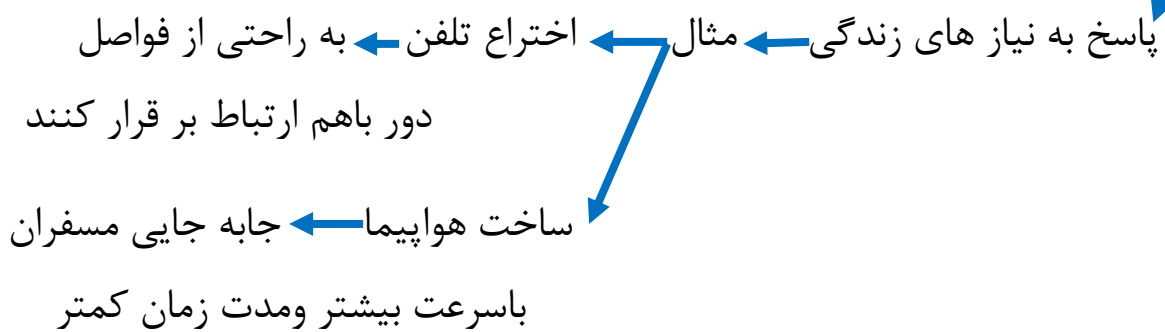 پاسخ به نیاز های زندگی مثال اختراع تلفن به راحتی از فواصل
دور باهم ارتباط بر قرار کنند
ساخت هواپیما جابه جایی مسفران
باسرعت بیشتر ومدت زمان کمتر